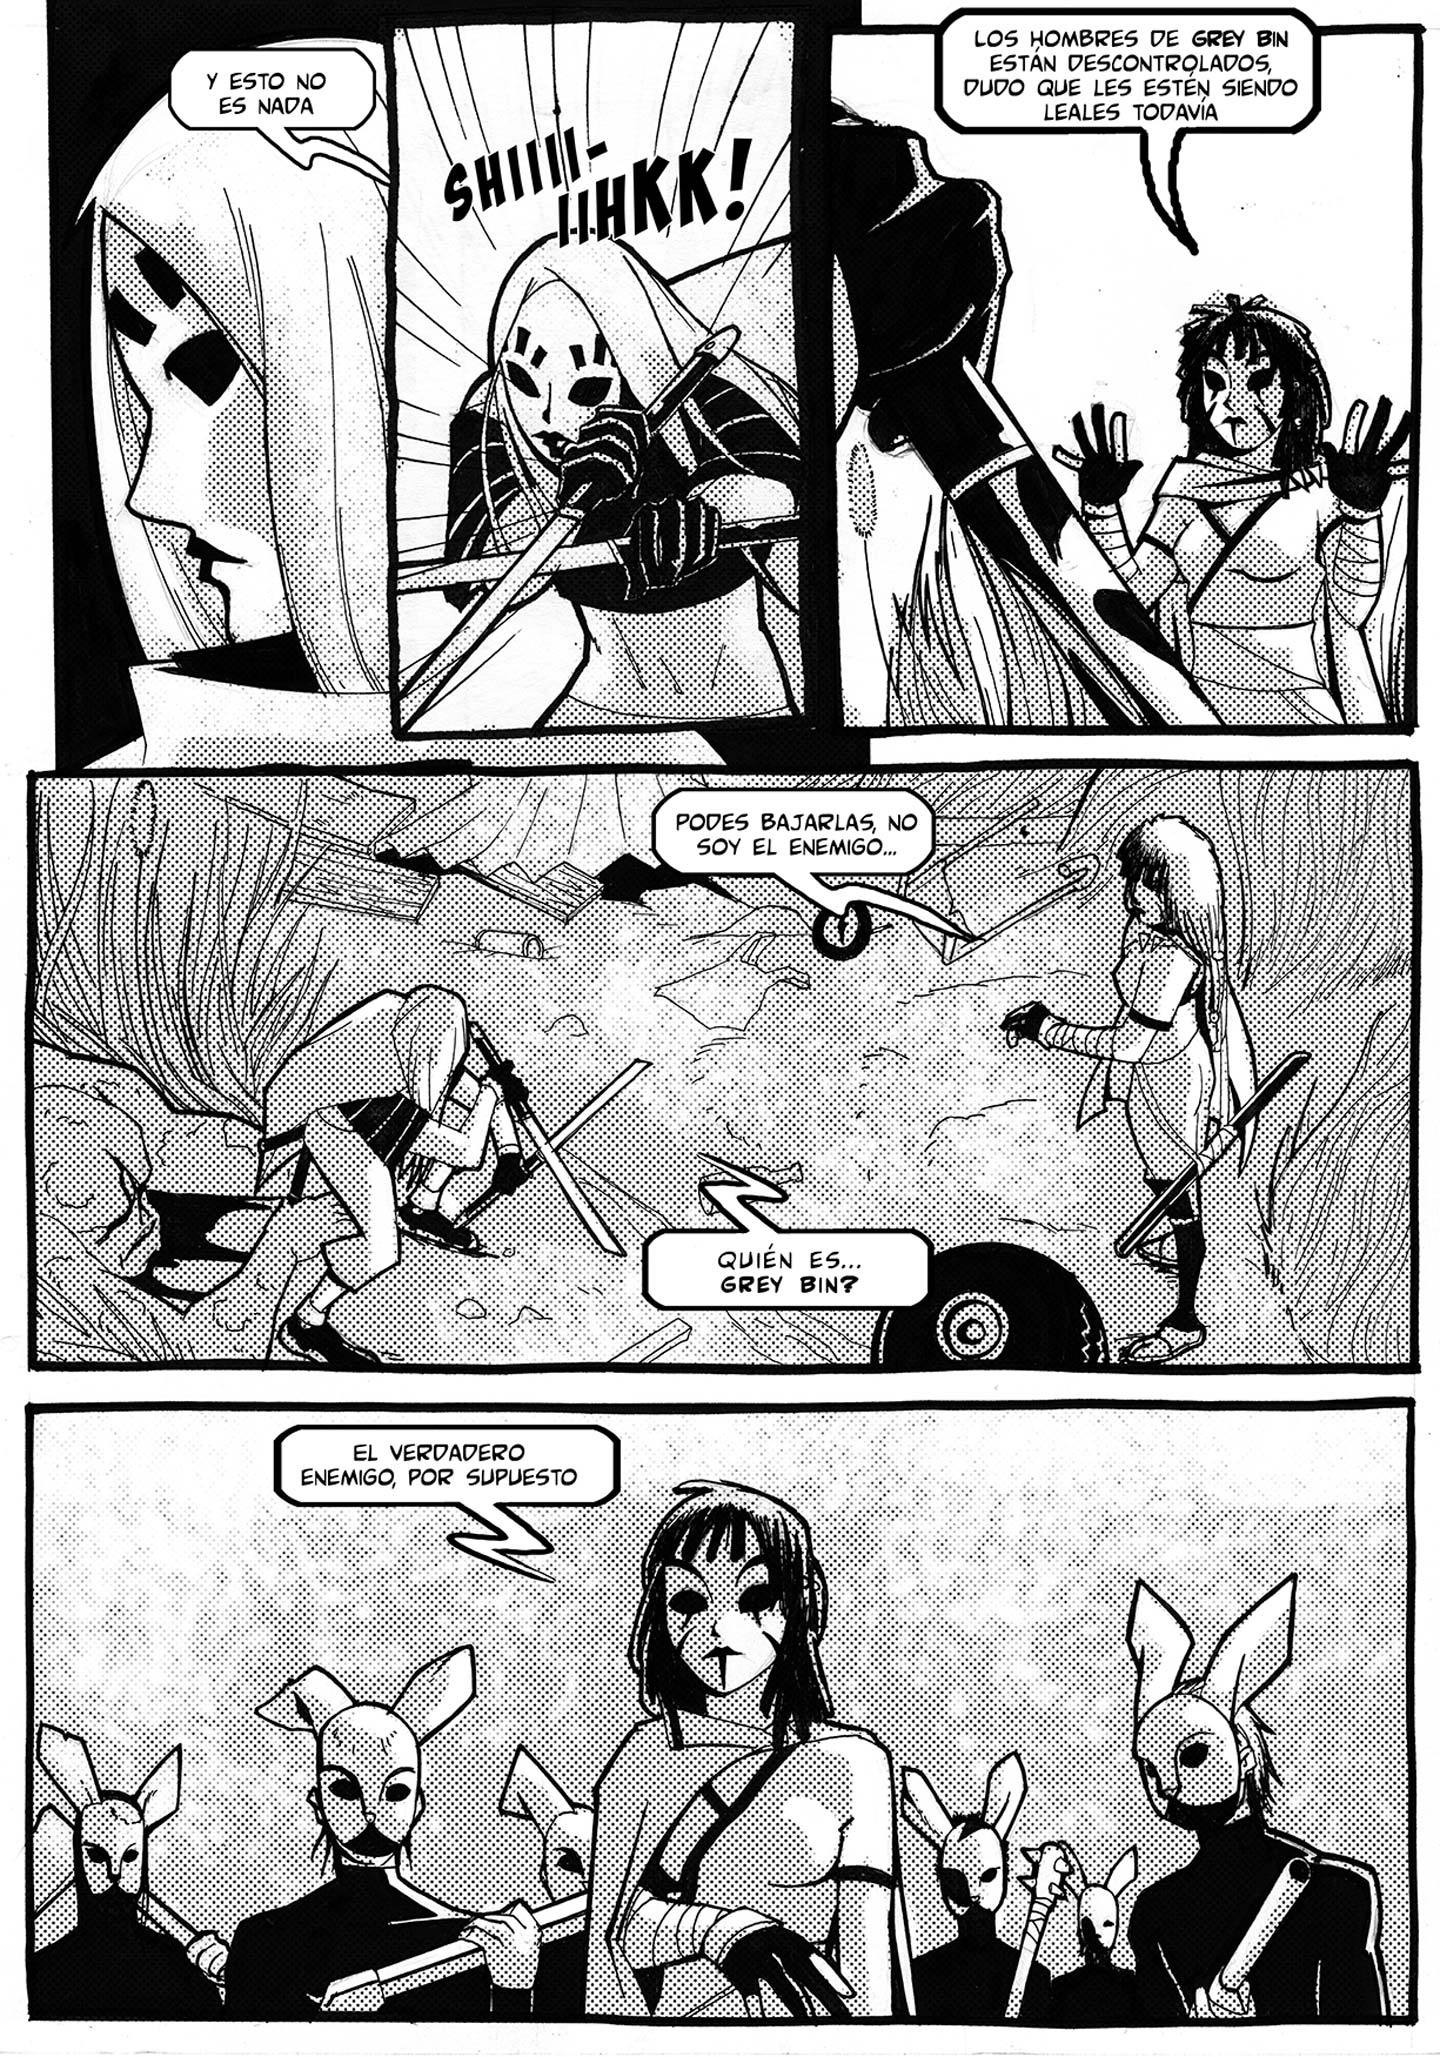 Y ESTO NO
ES NADA
SHIIII-
IIHKK!
LOS HOMBRES DE GREY BIN
ESTÁN DESCONTROLADOS,
DUDO QUE LES ESTÉN SIENDO
LEALES TODAVÍA
PODES BAJARLAS, NO
SOY EL ENEMIGO...
QUIÉN ES...
GREY BIN?
EL VERDADERO
ENEMIGO, POR SUPUESTO